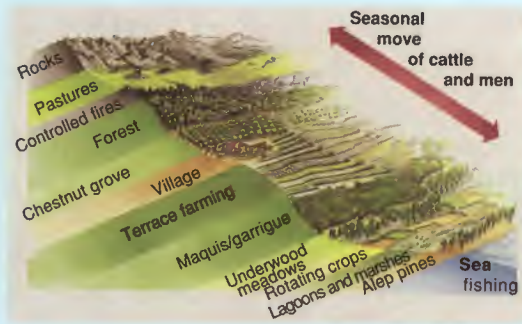 Seasonal
move
of cattle
and men
Rocks
Pastures
Controlled fires
Forest
Chestnut grove
Village
Terrace farming
Maquis/garrigue
Underwood
meadows
Rotating crops
Lagoons and marshes
Alep pines
Sea
fishing